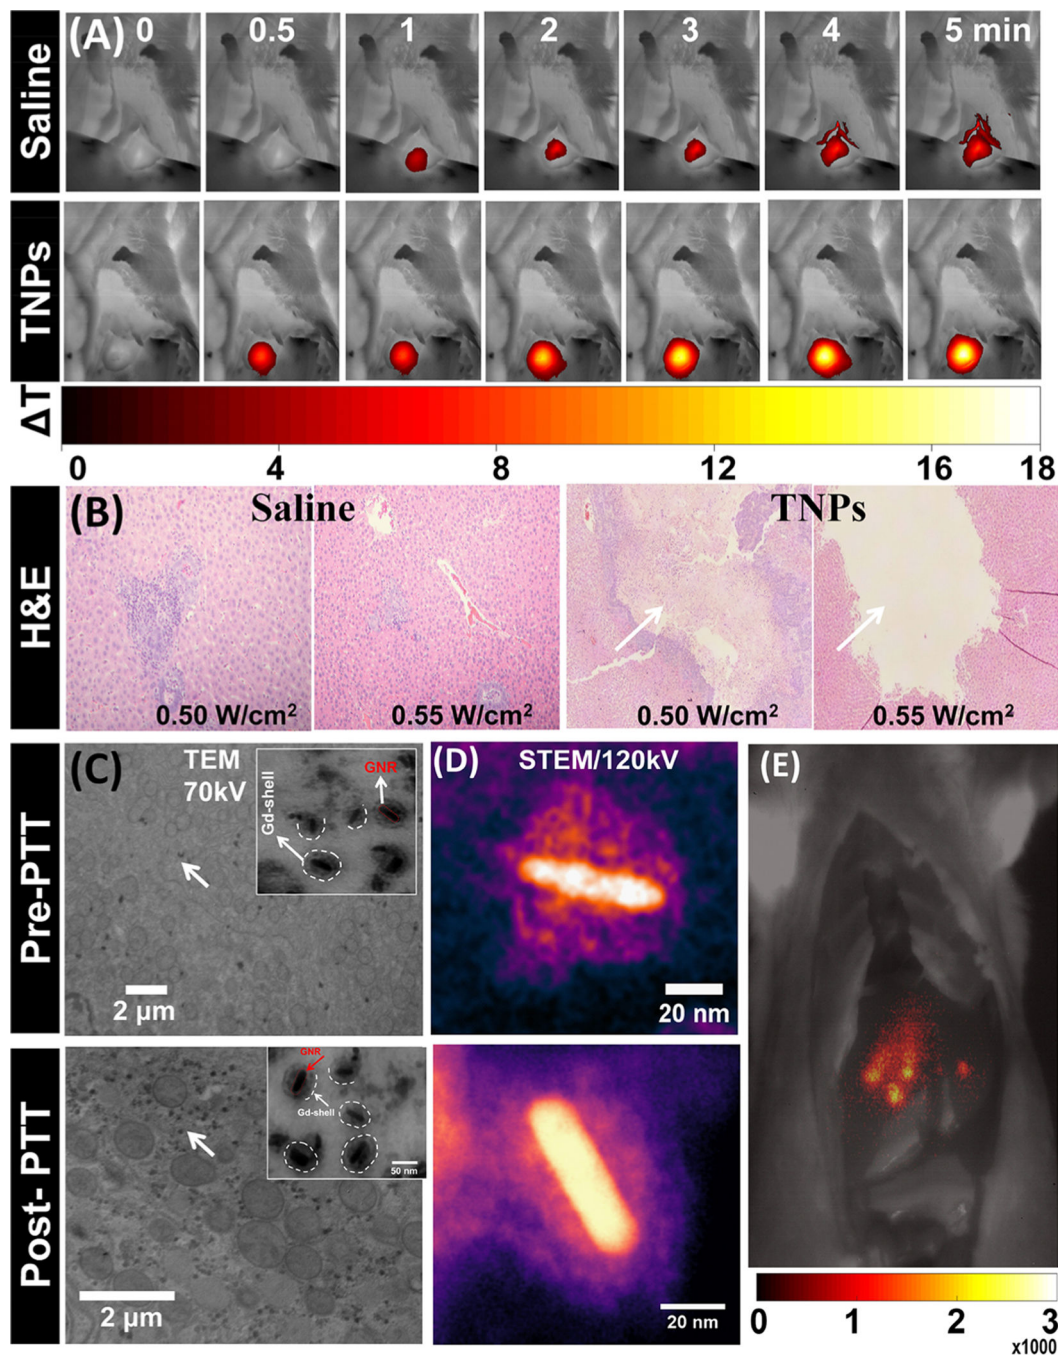 Saline
(A) 0 0.5 1 2 3 4 5 min
TNPs
ΔT
0 4 8 12 16 18
H&E
(B) Saline TNPs
0.50 W/cm² 0.55 W/cm² 0.50 W/cm² 0.55 W/cm²
Pre-PTT
(C) TEM
70kV
Gd-shell
GNR
2 μm
(D) STEM/120kV
20 nm
(E)
Post- PTT
GNR
Gd-shell
50 nm
2 μm
20 nm
0 1 2 3
x1000